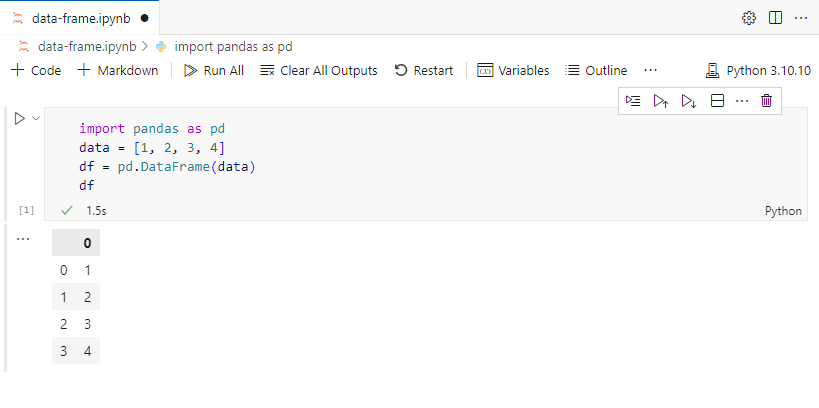 data-frame.ipynb
data-frame.ipynb > import pandas as pd
+ Code + Markdown Run All Clear All Outputs Restart Variables Outline ... Python 3.10.10
import pandas as pd
data = [1, 2, 3, 4]
df = pd.DataFrame(data)
df
[1] 1.5s Python
0
0 1
1 2
2 3
3 4